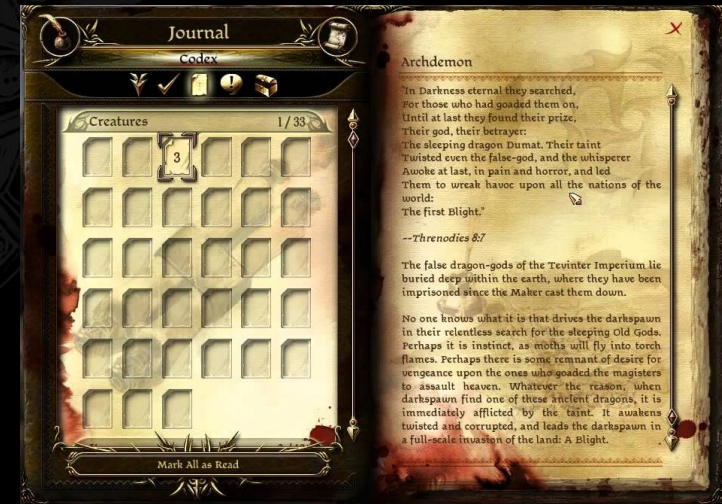 Journal
Codex
Creatures
1/33
3
Mark All as Read
Archdemon
"In Darkness eternal they searched,
For those who had goaded them on,
Until at last they found their prize,
Their god, their betrayer:
The sleeping dragon Dumat. Their taint
Twisted even the false-god, and the whisperer
Awoke at last, in pain and horror, and led
Them to wreak havoc upon all the nations of the
world:
The first Blight."
--Threnodies 8:7
The false dragon-gods of the Tevinter Imperium lie
buried deep within the earth, where they have been
imprisoned since the Maker cast them down.
No one knows what it is that drives the darkspawn
in their relentless search for the sleeping Old Gods.
Perhaps it is instinct, as moths will fly into torch
flames. Perhaps there is some remnant of desire for
vengeance upon the ones who goaded the magisters
to assault heaven. Whatever the reason, when
darkspawn find one of these ancient dragons, it is
immediately afflicted by the taint. It awakens
twisted and corrupted, and leads the darkspawn in
a full-scale invasion of the land: A Blight.